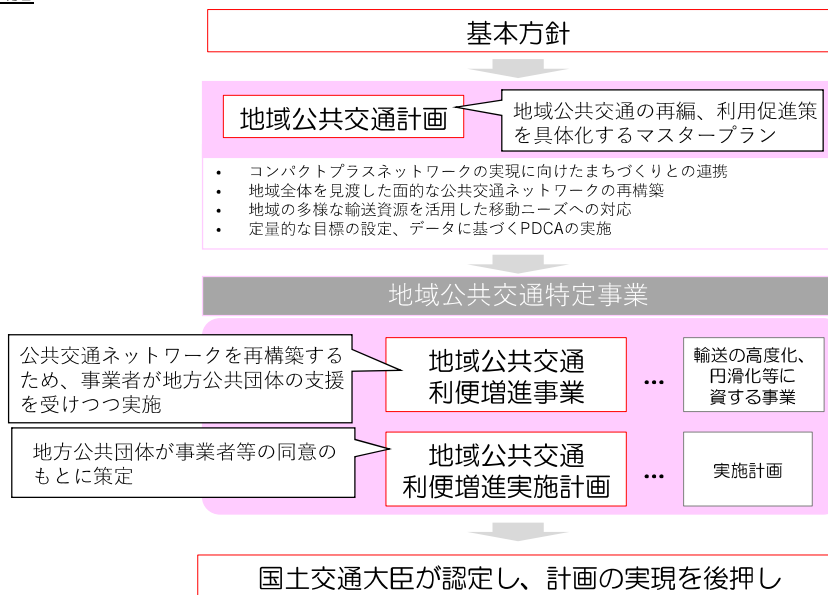 基本方針
地域公共交通計画
地域公共交通の再編、利用促進策
を具体化するマスタープラン
• コンパクトプラスネットワークの実現に向けたまちづくりとの連携
• 地域全体を見渡した面的な公共交通ネットワークの再構築
• 地域の多様な輸送資源を活用した移動ニーズへの対応
• 定量的な目標の設定、データに基づくPDCAの実施
地域公共交通特定事業
公共交通ネットワークを再構築する
ため、事業者が地方公共団体の支援
を受けつつ実施
地域公共交通
利便増進事業
…
輸送の高度化、
円滑化等に
資する事業
地方公共団体が事業者等の同意の
もとに策定
地域公共交通
利便増進実施計画
…
実施計画
国土交通大臣が認定し、計画の実現を後押し